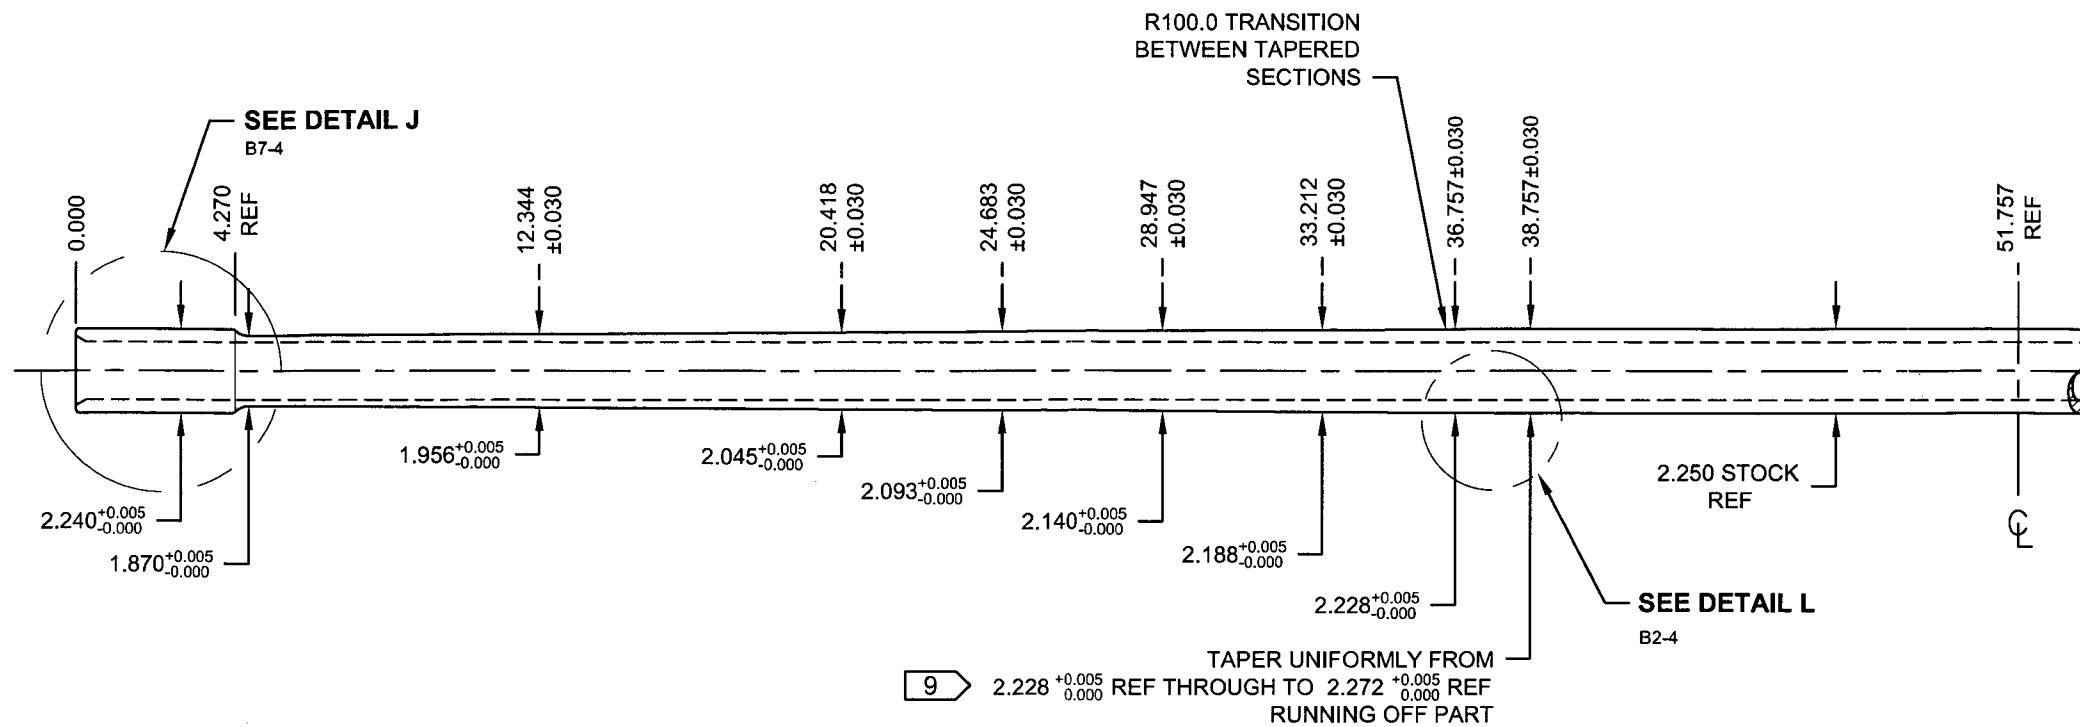 R100.0 TRANSITION
BETWEEN TAPERED
SECTIONS
SEE DETAIL J
B7-4
0.000
4.270
REF
12.344
±0.030
20.418
±0.030
24.683
±0.030
28.947
±0.030
33.212
±0.030
36.757±0.030
38.757±0.030
51.757
REF
1.956 +0.005 -0.000
2.045 +0.005 -0.000
2.093 +0.005 -0.000
2.240 +0.005 -0.000
2.140 +0.005 -0.000
1.870 +0.005 -0.000
2.188 +0.005 -0.000
2.228 +0.005 -0.000
2.250 STOCK
REF
SEE DETAIL L
B2-4
TAPER UNIFORMLY FROM
9 2.228 +0.005 0.000 REF THROUGH TO 2.272 +0.005 0.000 REF
RUNNING OFF PART